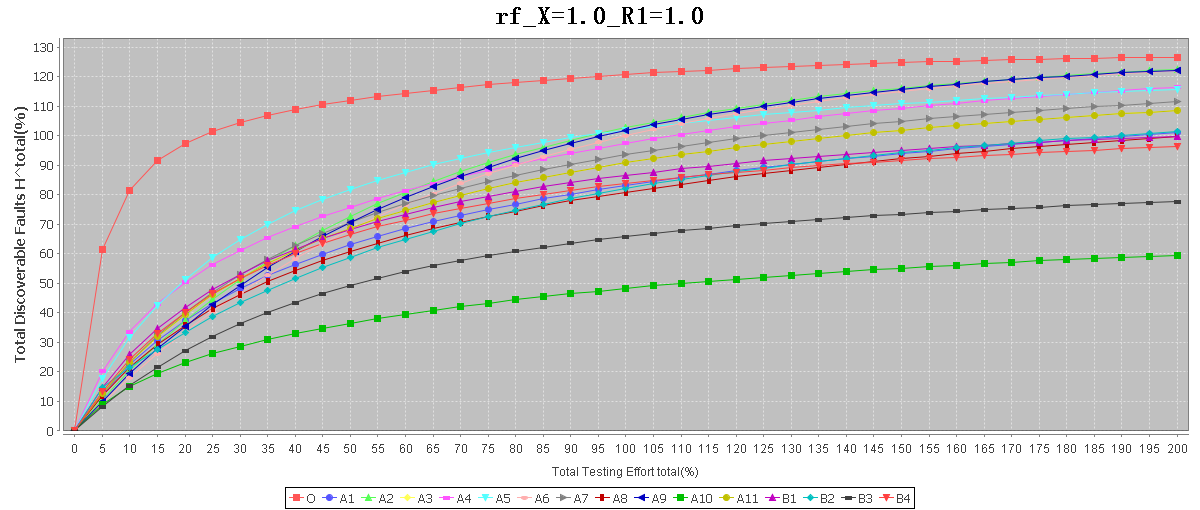 rf_X=1.0_R1=1.0
Total Discoverable Faults H^total(%)
130
120
110
100
90
80
70
60
50
40
30
20
10
0
0 5 10 15 20 25 30 35 40 45 50 55 60 65 70 75 80 85 90 95 100 105 110 115 120 125 130 135 140 145 150 155 160 165 170 175 180 185 190 195 200
Total Testing Effort total(%)
O A1 A2 A3 A4 A5 A6 A7 A8 A9 A10 A11 B1 B2 B3 B4